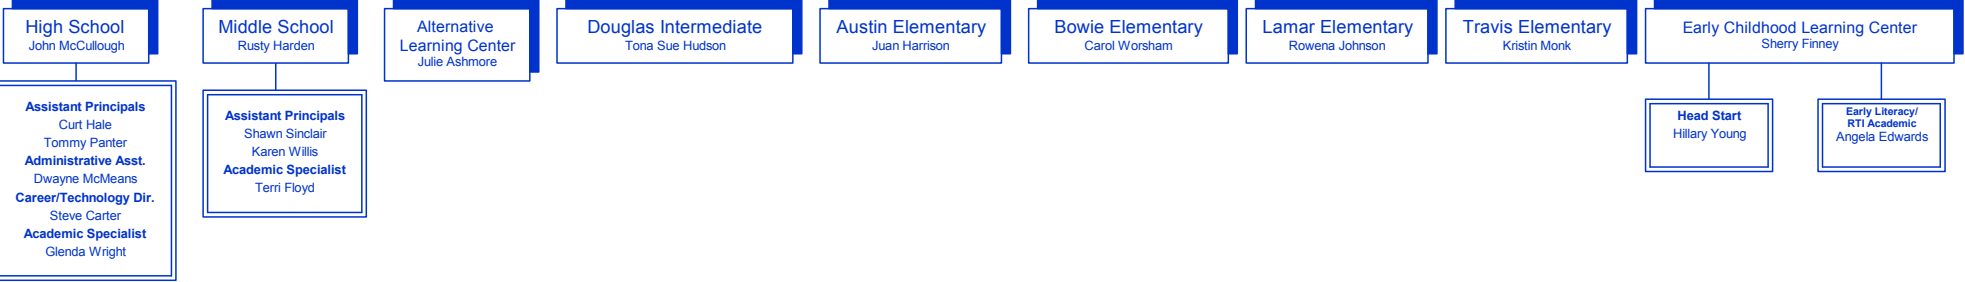 High School
John McCullough
Assistant Principals
Curt Hale
Tommy Panter
Administrative Asst.
Dwayne McMeans
Career/Technology Dir.
Steve Carter
Academic Specialist
Glenda Wright
Middle School
Rusty Harden
Assistant Principals
Shawn Sinclair
Karen Willis
Academic Specialist
Terri Floyd
Alternative
Learning Center
Julie Ashmore
Douglas Intermediate
Tona Sue Hudson
Austin Elementary
Juan Harrison
Bowie Elementary
Carol Worsham
Lamar Elementary
Rowena Johnson
Travis Elementary
Kristin Monk
Early Childhood Learning Center
Sherry Finney
Head Start
Hillary Young
Early Literacy/
RTI Academic
Angela Edwards